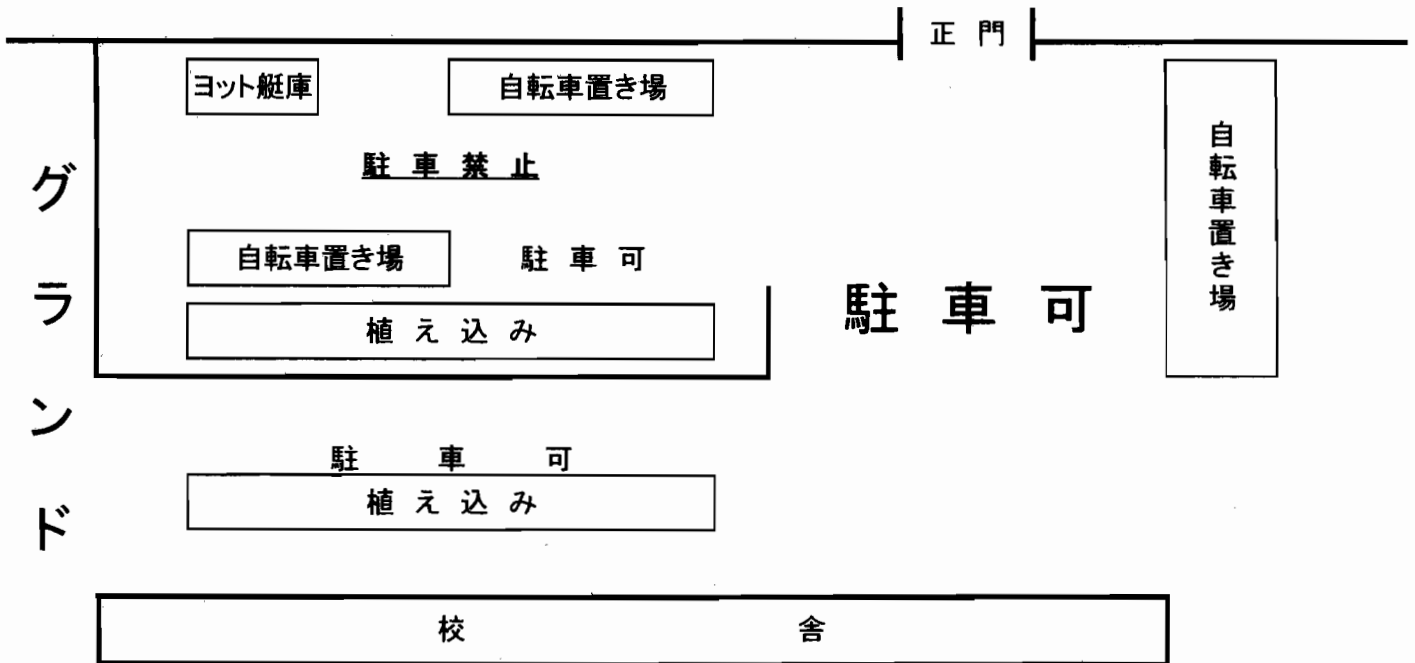 正門
ヨット艇庫
自転車置き場
駐車禁止
自転車置き場
駐車可
植え込み
駐車可
自転車置き場
グランド
駐車可
植え込み
校舎